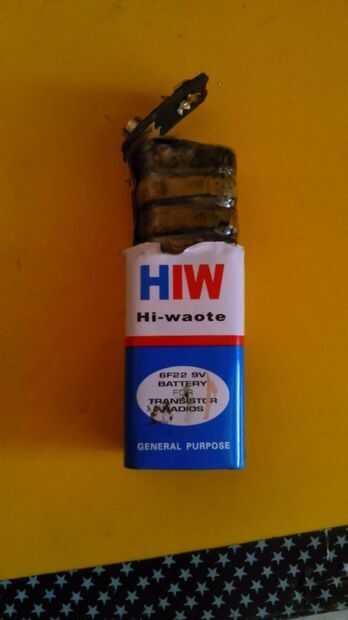 HIW
Hi-waote
6F22 9V
BATTERY
FOR
TRANSISTOR
RADIOS
GENERAL PURPOSE